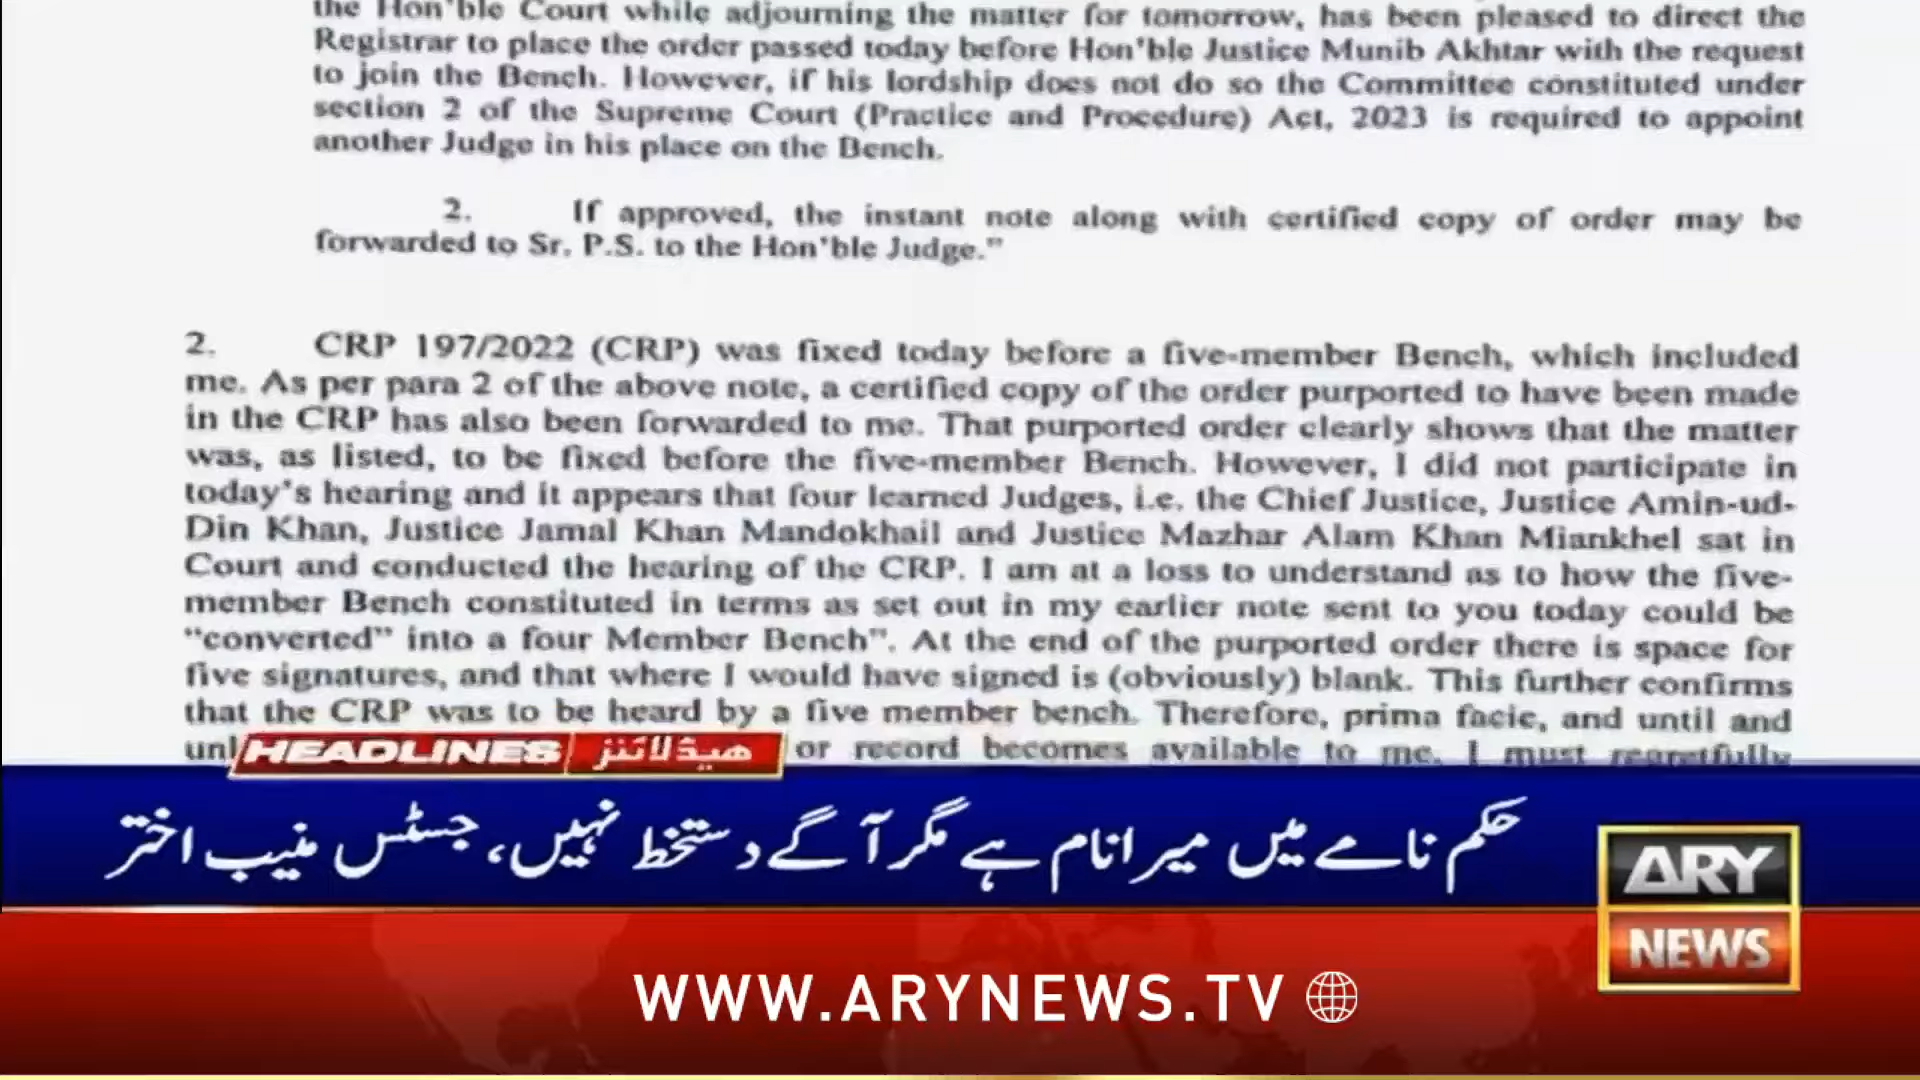 the Hon'ble Court while adjourning the matter for tomorrow, has been pleased to direct the
Registrar to place the order passed today before Hon'ble Justice Munib Akhtar with the request
to join the Bench. However, if his lordship does not do so the Committee constituted under
section 2 of the Supreme Court (Practice and Procedure) Act, 2023 is required to appoint
another Judge in his place on the Bench.
2. If approved, the instant note along with certified copy of order may be
forwarded to Sr. P.S. to the Hon'ble Judge."
2. CRP 197/2022 (CRP) was fixed today before a five-member Bench, which included
me. As per para 2 of the above note, a certified copy of the order purported to have been made
in the CRP has also been forwarded to me. That purported order clearly shows that the matter
was, as listed, to be fixed before the five-member Bench. However, I did not participate in
today's hearing and it appears that four learned Judges, i.e. the Chief Justice, Justice Amin-ud-
Din Khan, Justice Jamal Khan Mandokhail and Justice Mazhar Alam Khan Miankhel sat in
Court and conducted the hearing of the CRP. I am at a loss to understand as to how the five-
member Bench constituted in terms as set out in my earlier note sent to you today could be
"converted" into a four Member Bench". At the end of the purported order there is space for
five signatures, and that where I would have signed is (obviously) blank. This further confirms
that the CRP was to be heard by a five member bench. Therefore, prima facie, and until and
or record becomes available to me, I must regretfully
HEADLINES ہیڈلائنز
حکم نامے میں میرا نام ہے مگر آگے دستخط نہیں، جسٹس منیب اختر
ARY
NEWS
WWW.ARYNEWS.TV